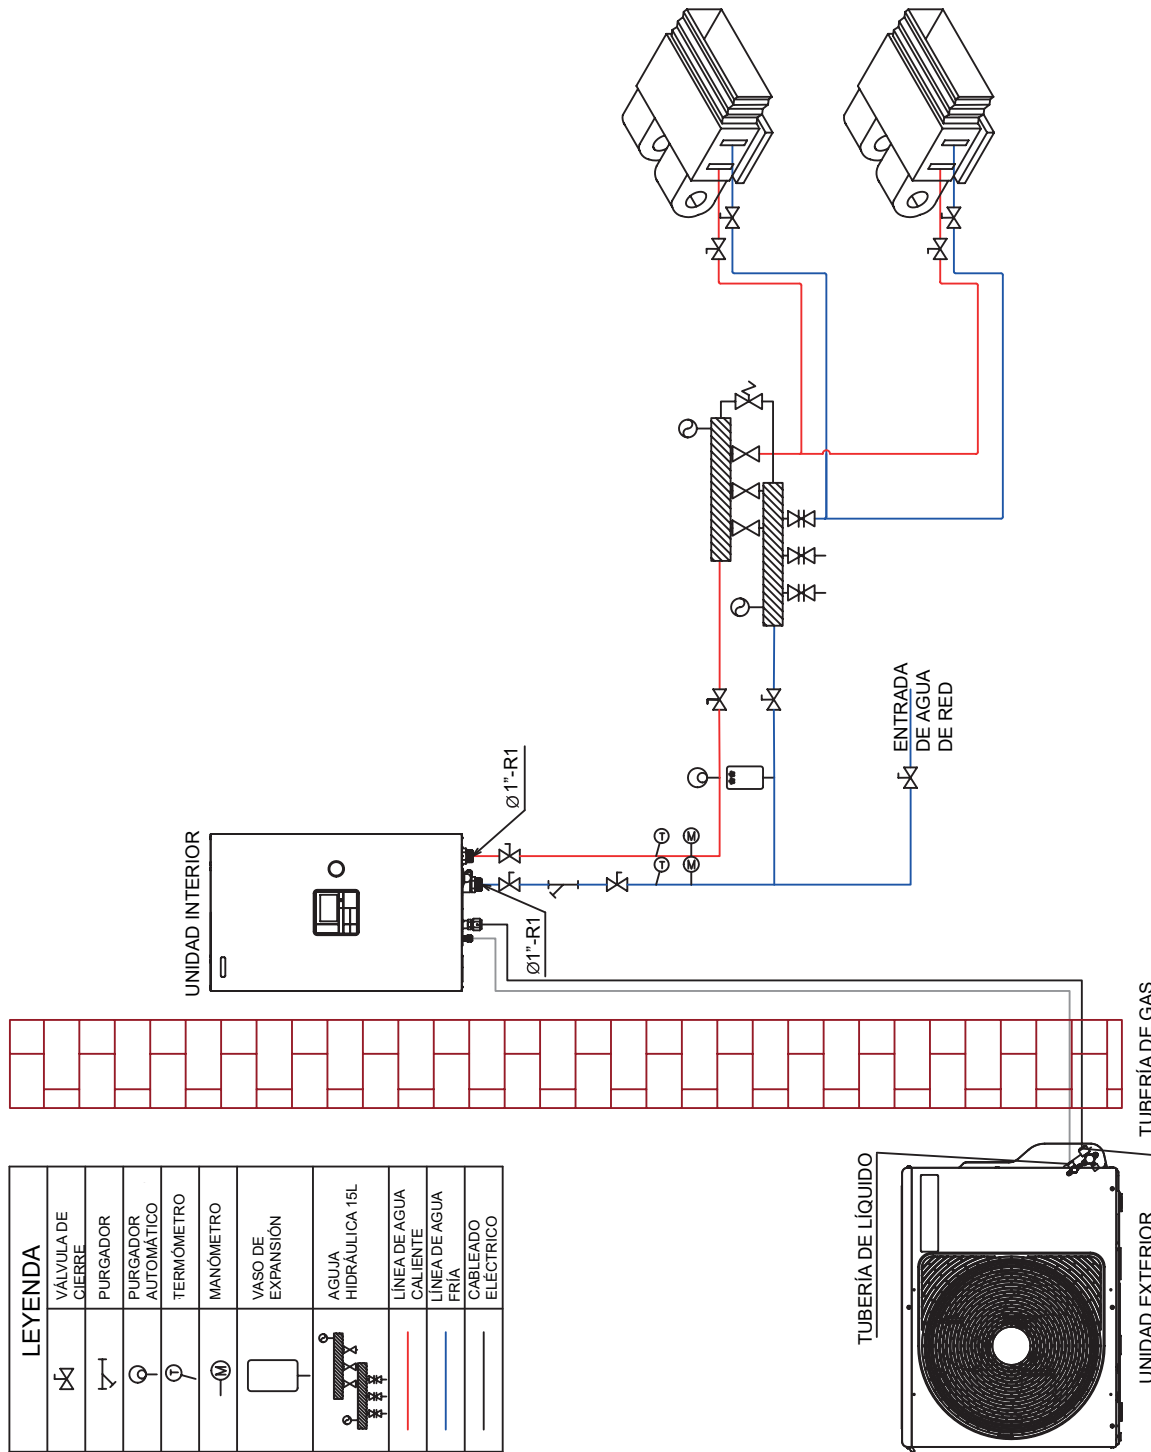 LEYENDA
VÁLVULA DE
CIERRE
PURGADOR
PURGADOR
AUTOMÁTICO
T
TERMÓMETRO
M
MANÓMETRO
VASO DE
EXPANSIÓN
AGUJA
HIDRÁULICA 15L
LÍNEA DE AGUA
CALIENTE
LÍNEA DE AGUA
FRÍA
CABLEADO
ELÉCTRICO
UNIDAD INTERIOR
Ø1"-R1
Ø1"-R1
T
M
T
M
ENTRADA
DE AGUA
DE RED
TUBERÍA DE LÍQUIDO
TUBERÍA DE GAS
UNIDAD EXTERIOR